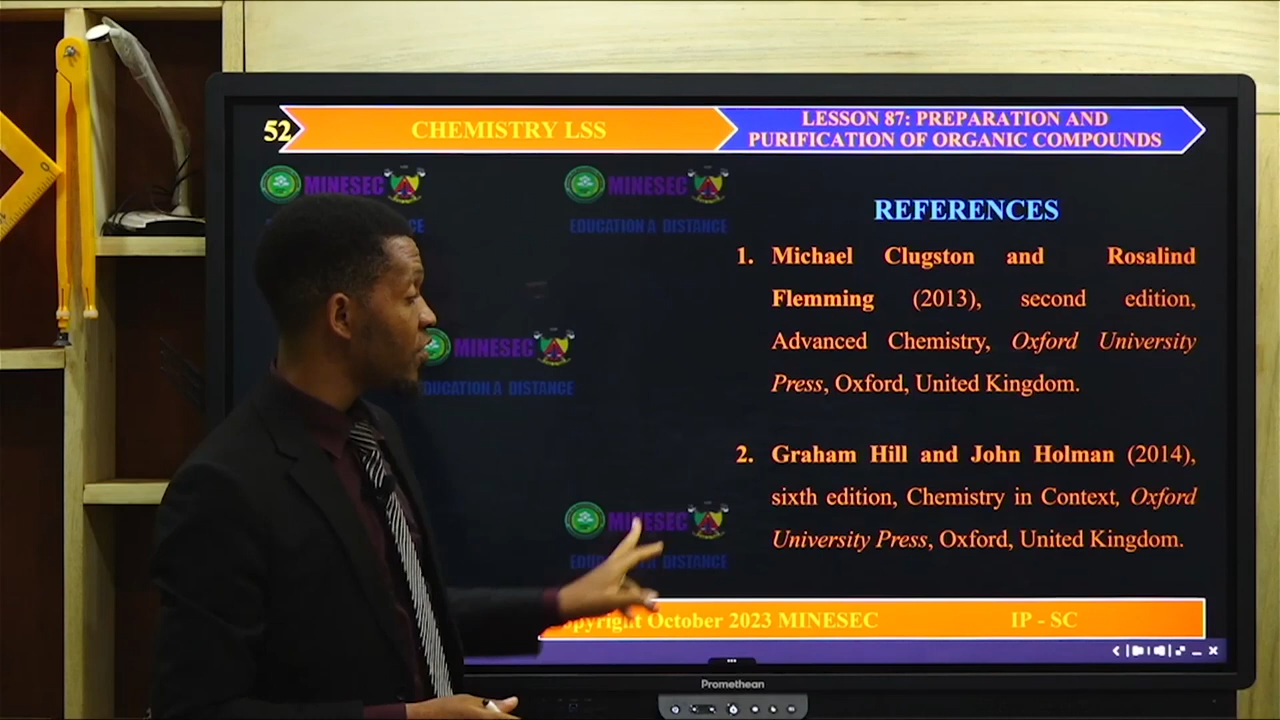 52
CHEMISTRY LSS
LESSON 87: PREPARATION AND
PURIFICATION OF ORGANIC COMPOUNDS
MINESEC
MINESEC
EDUCATION A DISTANCE
REFERENCES
1. Michael Clugston and Rosalind
Flemming (2013), second edition,
Advanced Chemistry, Oxford University
Press, Oxford, United Kingdom.
MINESEC
DUCATION A DISTANCE
2. Graham Hill and John Holman (2014),
sixth edition, Chemistry in Context, Oxford
University Press, Oxford, United Kingdom.
MINESEC
DISTANCE
opyright October 2023 MINESEC
IP - SC
Promethean